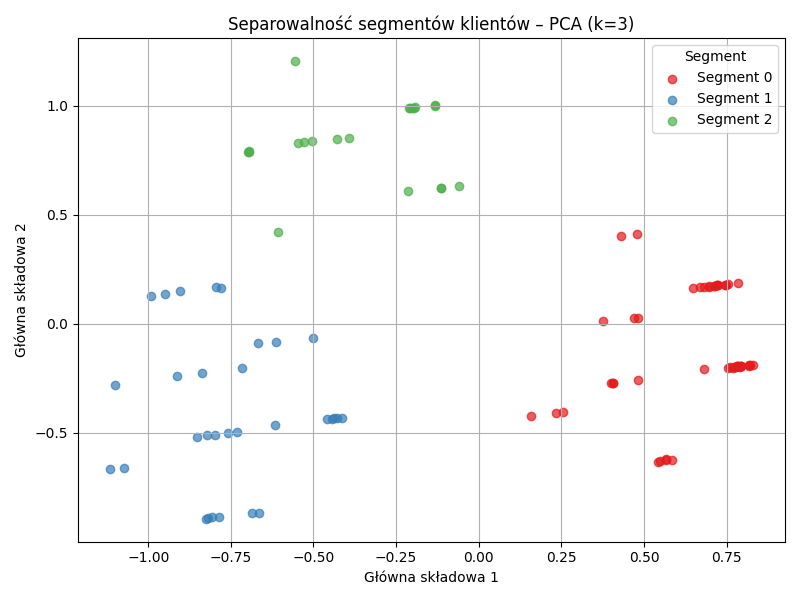 Separowalność segmentów klientów – PCA (k=3)
Segment
Segment 0
Segment 1
Segment 2
1.0
0.5
0.0
−0.5
Główna składowa 2
−1.00
−0.75
−0.50
−0.25
0.00
0.25
0.50
0.75
Główna składowa 1